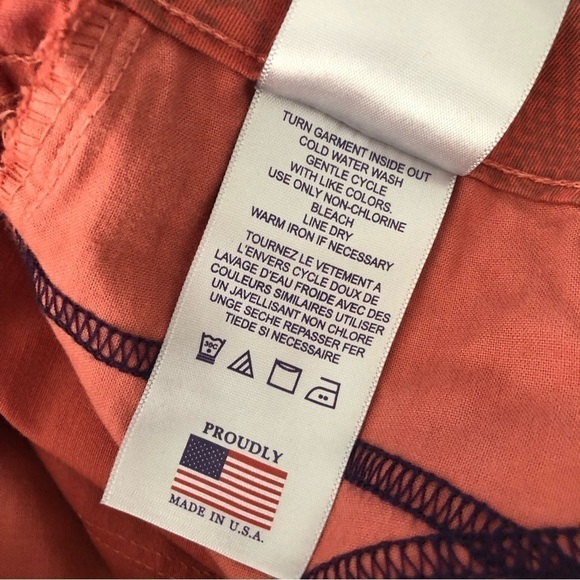 TURN GARMENT INSIDE OUT
COLD WATER WASH
GENTLE CYCLE
WITH LIKE COLORS
USE ONLY NON-CHLORINE
BLEACH
LINE DRY
WARM IRON IF NECESSARY
TOURNEZ LE VETEMENT A
L'ENVERS CYCLE DOUX DE
LAVAGE D'EAU FROIDE AVEC DES
COULEURS SIMILAIRES UTILISER
UN JAVELLISANT NON CHLORE
UNGE SECHE REPASSER FER
TIEDE SI NECESSAIRE
30C
PROUDLY
MADE IN U.S.A.